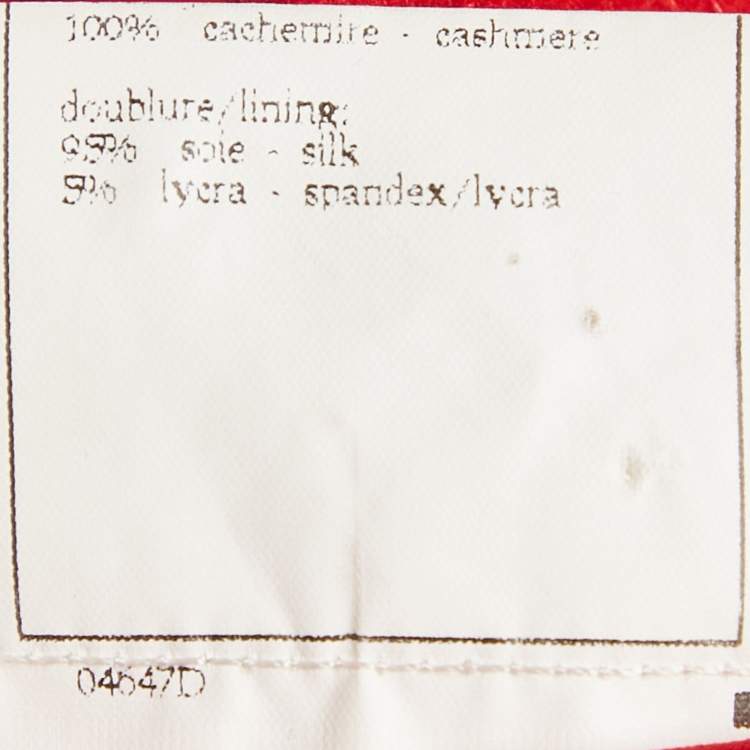 100% cachemire - cashmere
doublure/lining:
95% soie - silk
5% lycra - spandex/lycra
04647D